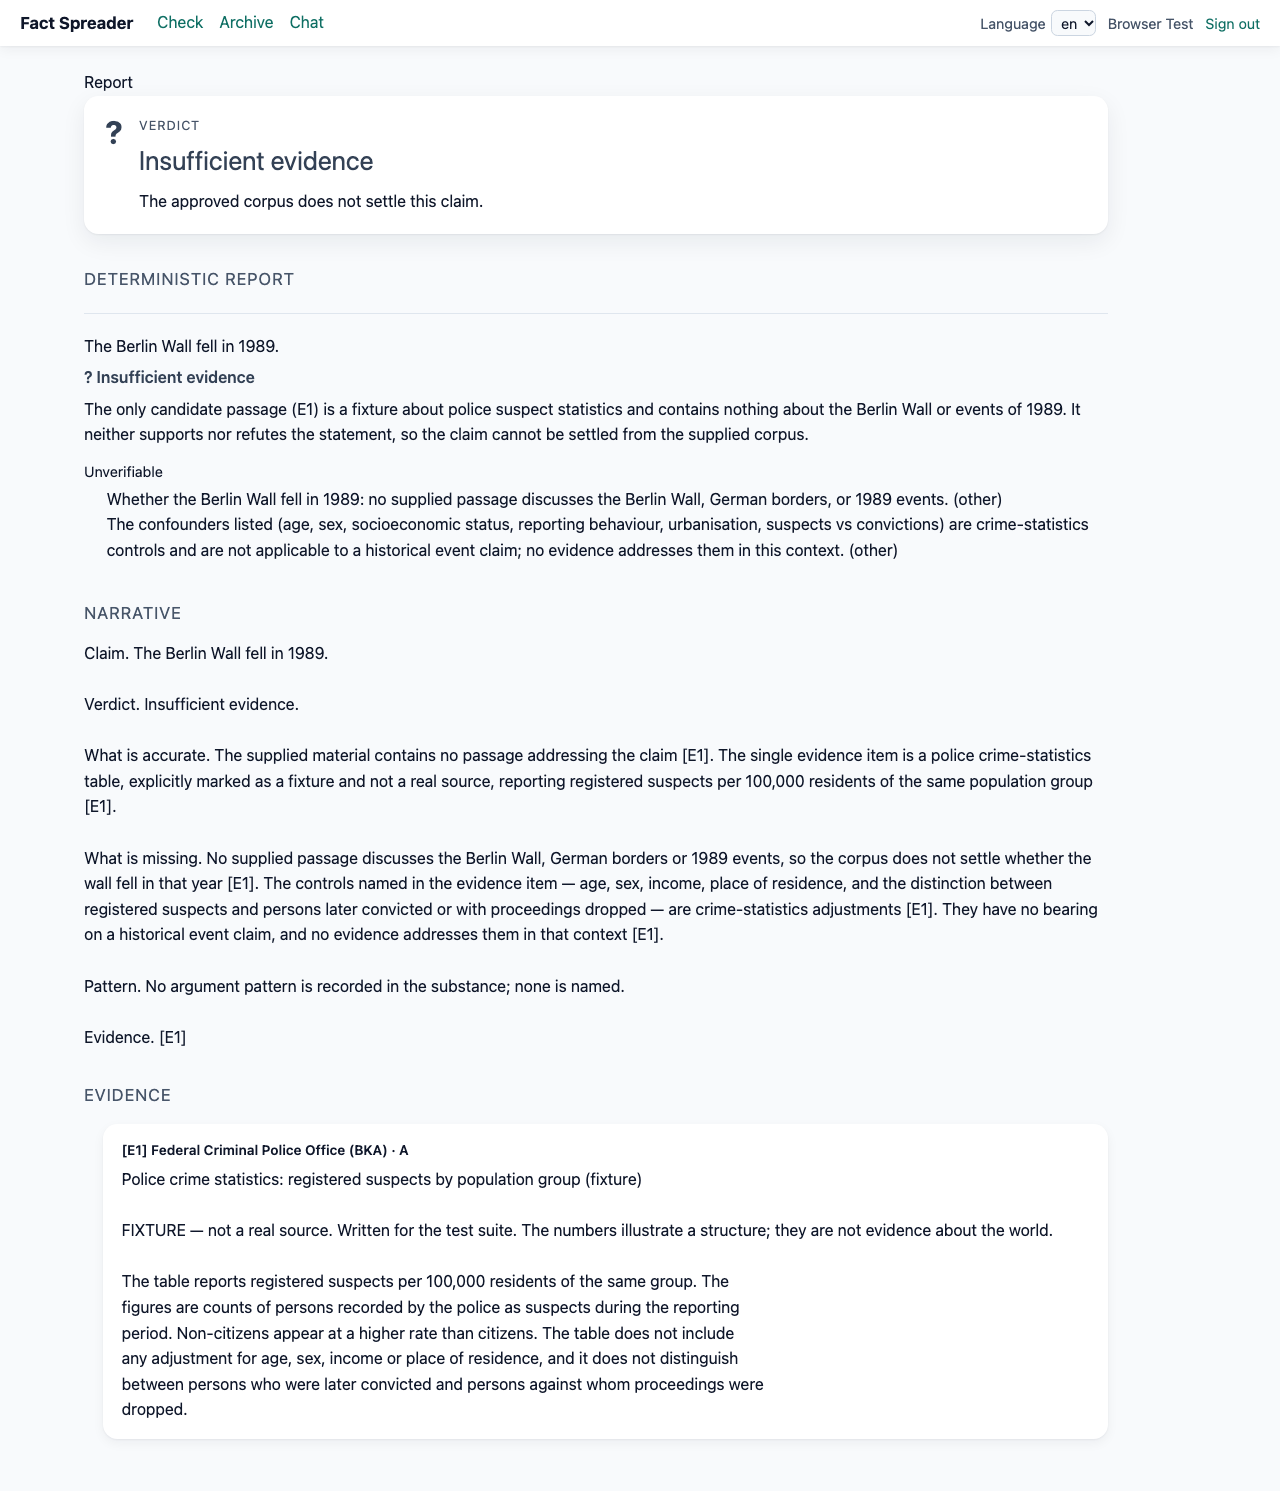 Fact Spreader Check Archive Chat Language en Browser Test Sign out
Report
?
VERDICT
Insufficient evidence
The approved corpus does not settle this claim.
DETERMINISTIC REPORT
The Berlin Wall fell in 1989.
? Insufficient evidence
The only candidate passage (E1) is a fixture about police suspect statistics and contains nothing about the Berlin Wall or events of 1989. It
neither supports nor refutes the statement, so the claim cannot be settled from the supplied corpus.
Unverifiable
Whether the Berlin Wall fell in 1989: no supplied passage discusses the Berlin Wall, German borders, or 1989 events. (other)
The confounders listed (age, sex, socioeconomic status, reporting behaviour, urbanisation, suspects vs convictions) are crime-statistics
controls and are not applicable to a historical event claim; no evidence addresses them in this context. (other)
NARRATIVE
Claim. The Berlin Wall fell in 1989.
Verdict. Insufficient evidence.
What is accurate. The supplied material contains no passage addressing the claim [E1]. The single evidence item is a police crime-statistics
table, explicitly marked as a fixture and not a real source, reporting registered suspects per 100,000 residents of the same population group
[E1].
What is missing. No supplied passage discusses the Berlin Wall, German borders or 1989 events, so the corpus does not settle whether the
wall fell in that year [E1]. The controls named in the evidence item — age, sex, income, place of residence, and the distinction between
registered suspects and persons later convicted or with proceedings dropped — are crime-statistics adjustments [E1]. They have no bearing
on a historical event claim, and no evidence addresses them in that context [E1].
Pattern. No argument pattern is recorded in the substance; none is named.
Evidence. [E1]
EVIDENCE
[E1] Federal Criminal Police Office (BKA) · A
Police crime statistics: registered suspects by population group (fixture)
FIXTURE — not a real source. Written for the test suite. The numbers illustrate a structure; they are not evidence about the world.
The table reports registered suspects per 100,000 residents of the same group. The
figures are counts of persons recorded by the police as suspects during the reporting
period. Non-citizens appear at a higher rate than citizens. The table does not include
any adjustment for age, sex, income or place of residence, and it does not distinguish
between persons who were later convicted and persons against whom proceedings were
dropped.